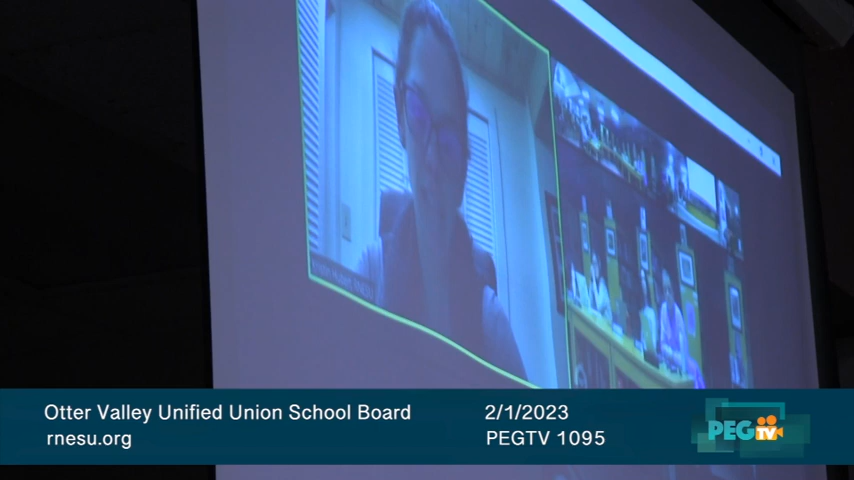 Otter Valley Unified Union School Board
2/1/2023
rnesu.org
PEGTV 1095
PEG
TV